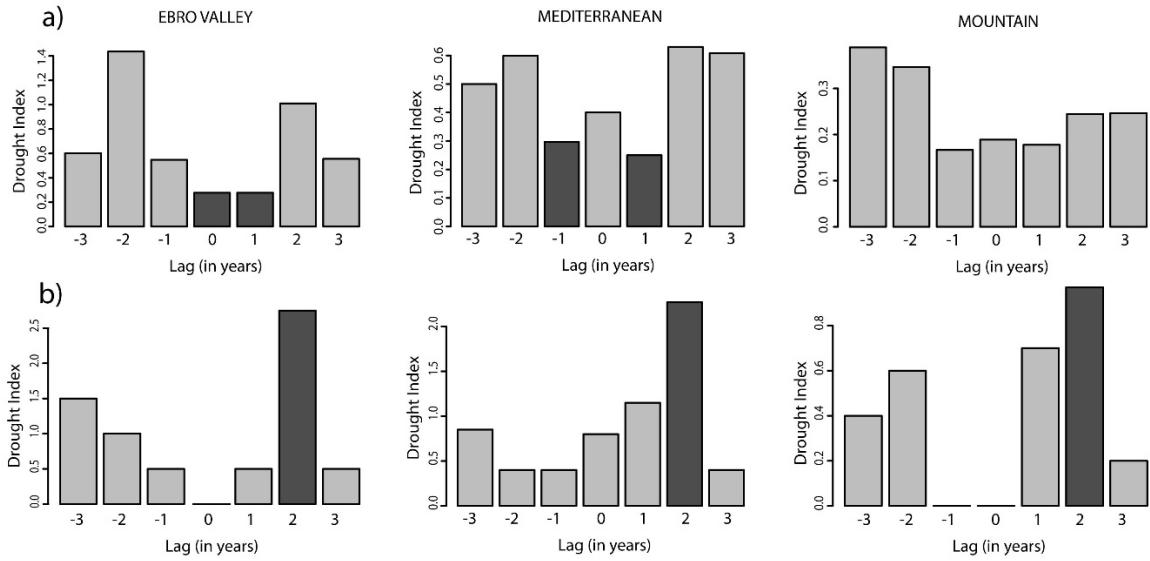 a)
EBRO VALLEY
MEDITERRANEAN
MOUNTAIN
Drought Index
0.0 0.2 0.4 0.6 0.8 1.0 1.2 1.4
-3 -2 -1 0 1 2 3
Lag (in years)
Drought Index
0.0 0.1 0.2 0.3 0.4 0.5 0.6
-3 -2 -1 0 1 2 3
Lag (in years)
Drought Index
0.0 0.1 0.2 0.3
-3 -2 -1 0 1 2 3
Lag (in years)
b)
Drought Index
0.0 0.5 1.0 1.5 2.0 2.5
-3 -2 -1 0 1 2 3
Lag (in years)
Drought Index
0.0 0.5 1.0 1.5 2.0
-3 -2 -1 0 1 2 3
Lag (in years)
Drought Index
0.0 0.2 0.4 0.6 0.8
-3 -2 -1 0 1 2 3
Lag (in years)